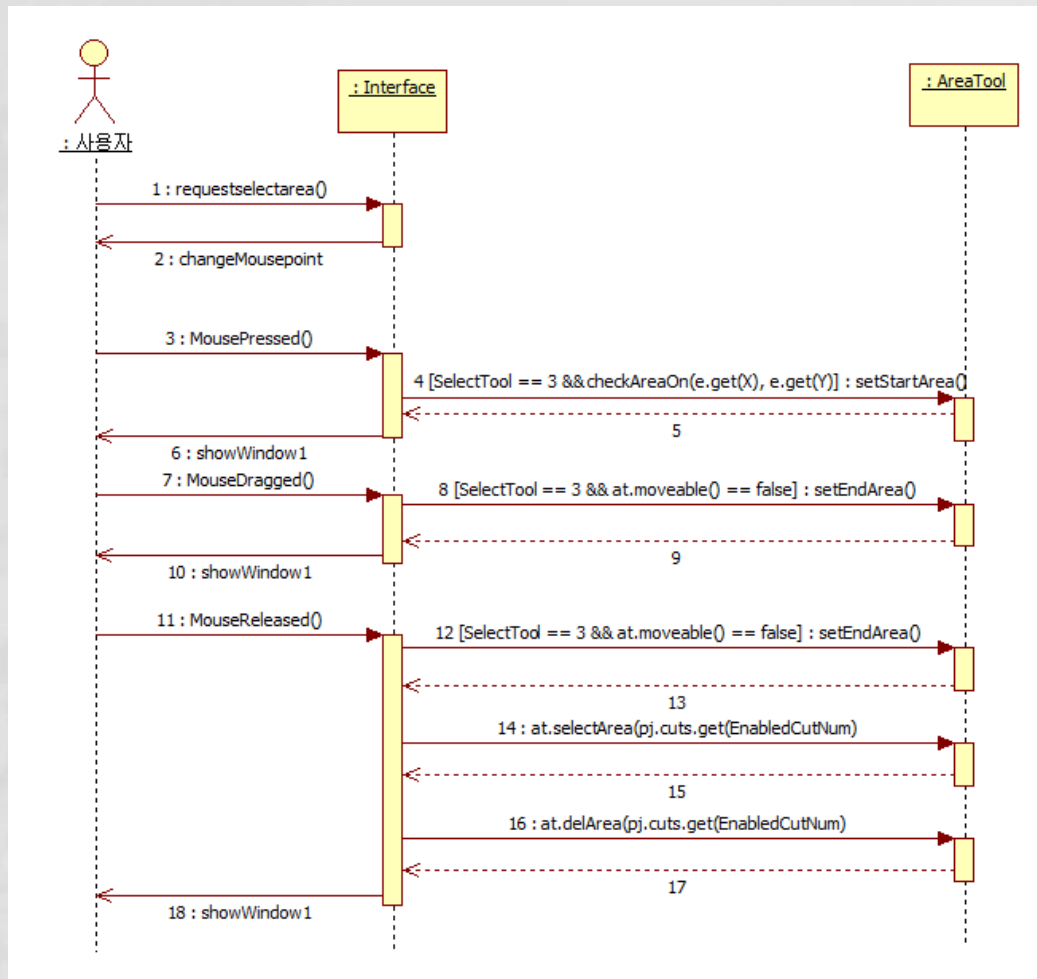 : 사용자
: Interface
: AreaTool
1 : requestselectarea()
2 : changeMousepoint
3 : MousePressed()
4 [SelectTool == 3 && checkAreaOn(e.get(X), e.get(Y)] : setStartArea()
5
6 : showWindow1
7 : MouseDragged()
8 [SelectTool == 3 && at.moveable() == false] : setEndArea()
9
10 : showWindow1
11 : MouseReleased()
12 [SelectTool == 3 && at.moveable() == false] : setEndArea()
13
14 : at.selectArea(pj.cuts.get(EnabledCutNum)
15
16 : at.delArea(pj.cuts.get(EnabledCutNum)
17
18 : showWindow1